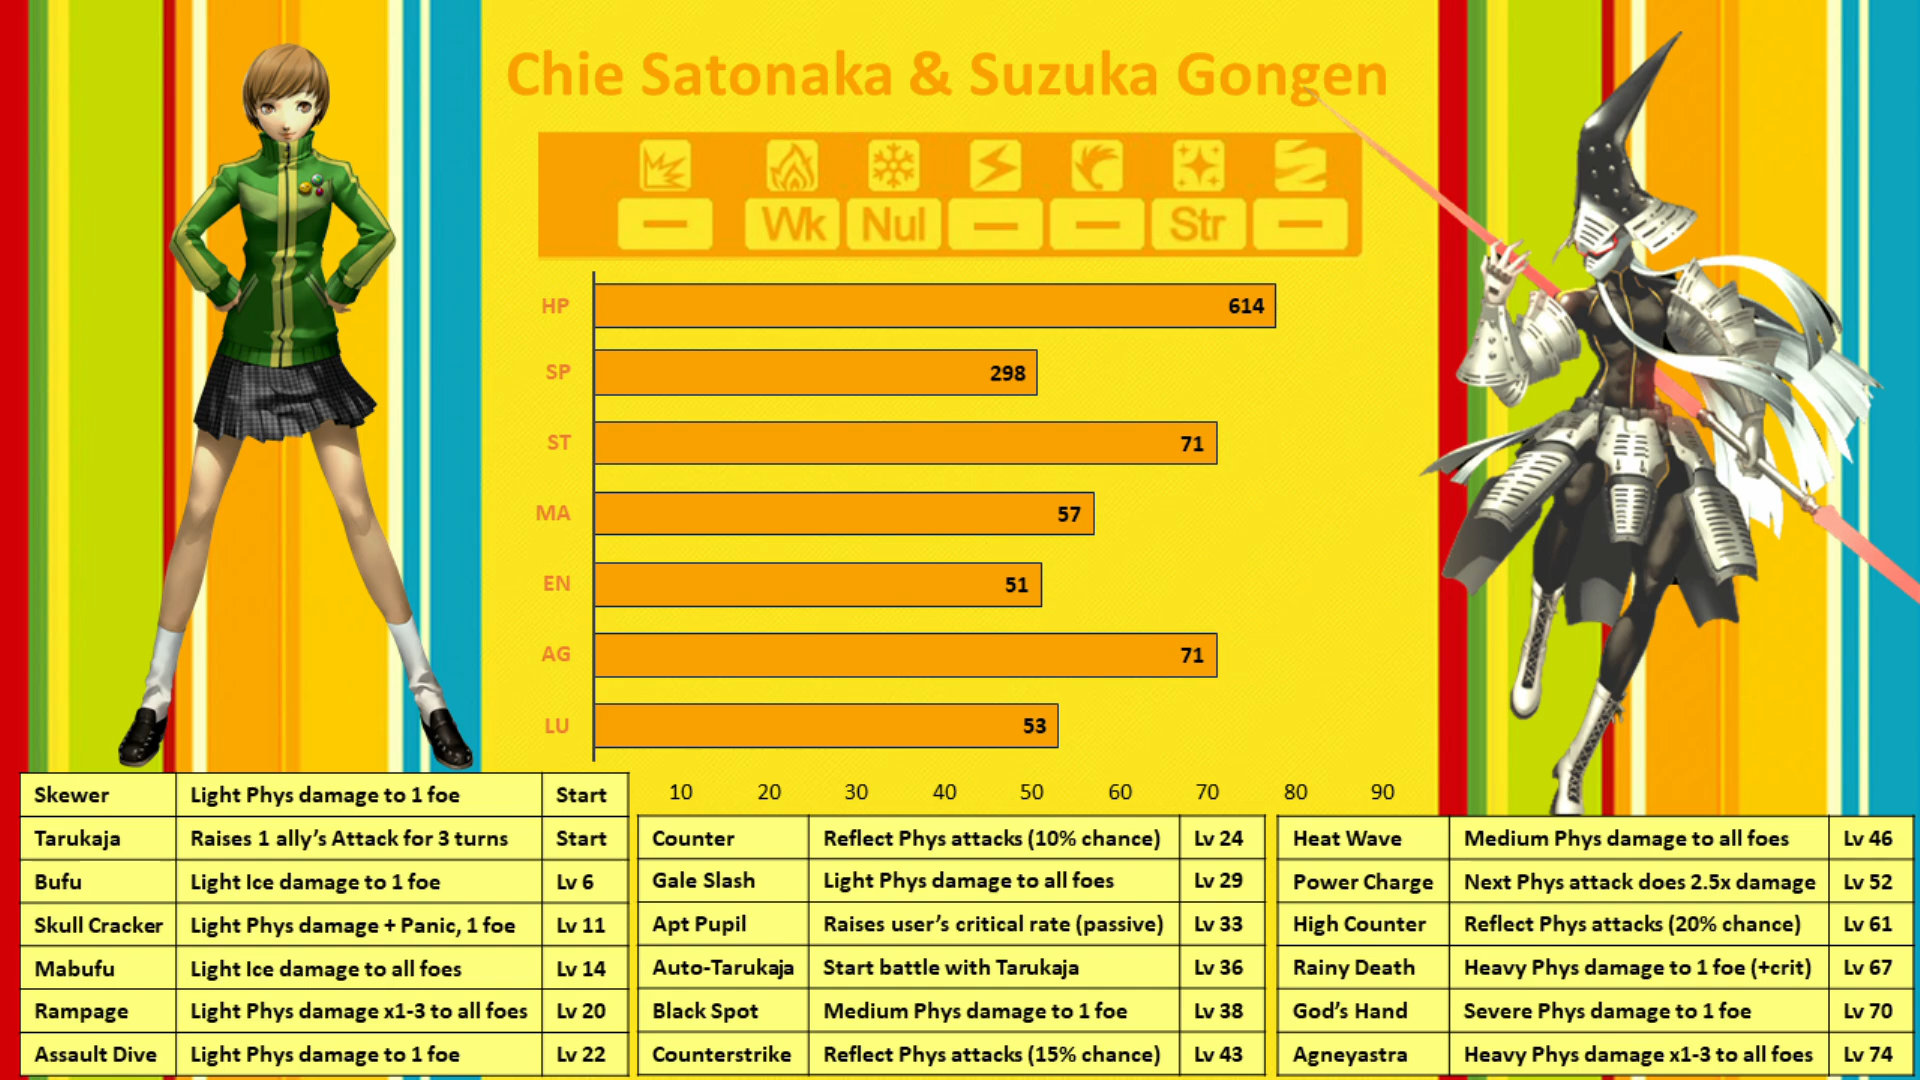 Chie Satonaka & Suzuka Gongen
Wk Nul — — Str —
HP 614
SP 298
ST 71
MA 57
EN 51
AG 71
LU 53
10 20 30 40 50 60 70 80 90
Skewer Light Phys damage to 1 foe Start
Tarukaja Raises 1 ally's Attack for 3 turns Start
Bufu Light Ice damage to 1 foe Lv 6
Skull Cracker Light Phys damage + Panic, 1 foe Lv 11
Mabufu Light Ice damage to all foes Lv 14
Rampage Light Phys damage x1-3 to all foes Lv 20
Assault Dive Light Phys damage to 1 foe Lv 22
Counter Reflect Phys attacks (10% chance) Lv 24
Gale Slash Light Phys damage to all foes Lv 29
Apt Pupil Raises user's critical rate (passive) Lv 33
Auto-Tarukaja Start battle with Tarukaja Lv 36
Black Spot Medium Phys damage to 1 foe Lv 38
Counterstrike Reflect Phys attacks (15% chance) Lv 43
Heat Wave Medium Phys damage to all foes Lv 46
Power Charge Next Phys attack does 2.5x damage Lv 52
High Counter Reflect Phys attacks (20% chance) Lv 61
Rainy Death Heavy Phys damage to 1 foe (+crit) Lv 67
God's Hand Severe Phys damage to 1 foe Lv 70
Agneyastra Heavy Phys damage x1-3 to all foes Lv 74